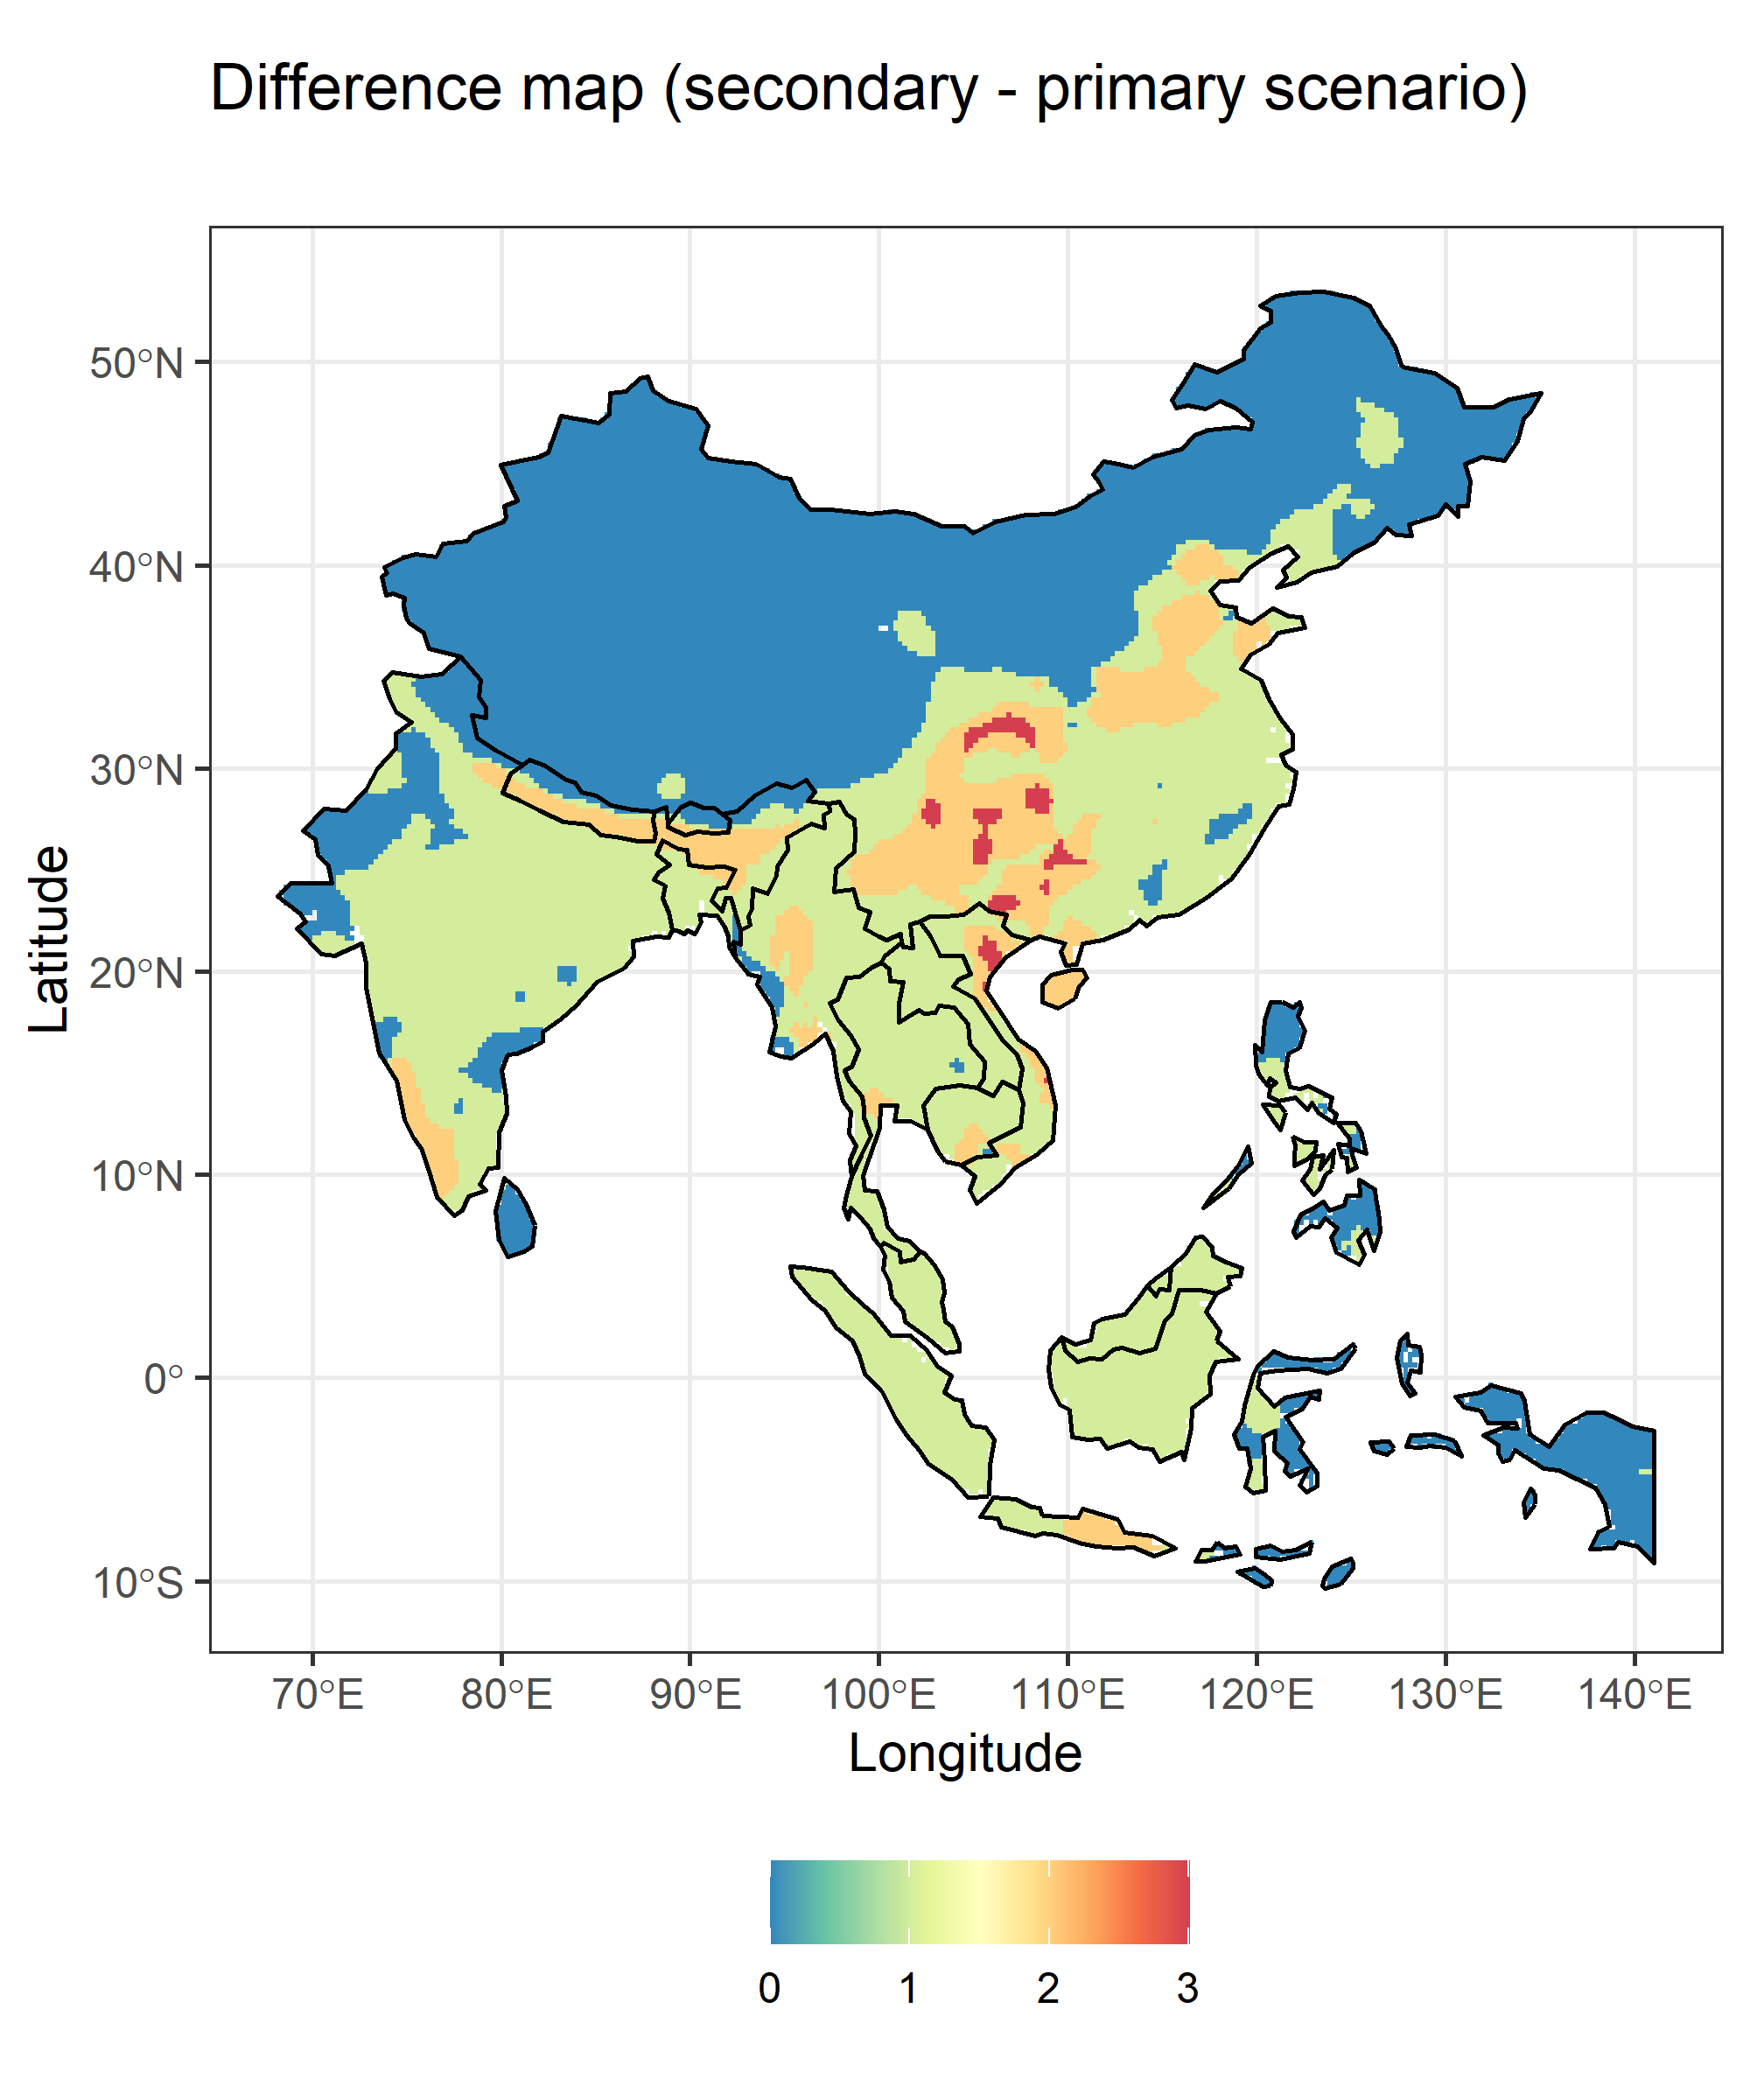 Difference map (secondary - primary scenario)
50°N
40°N
30°N
20°N
10°N
0°
10°S
Latitude
70°E 80°E 90°E 100°E 110°E 120°E 130°E 140°E
Longitude
0 1 2 3